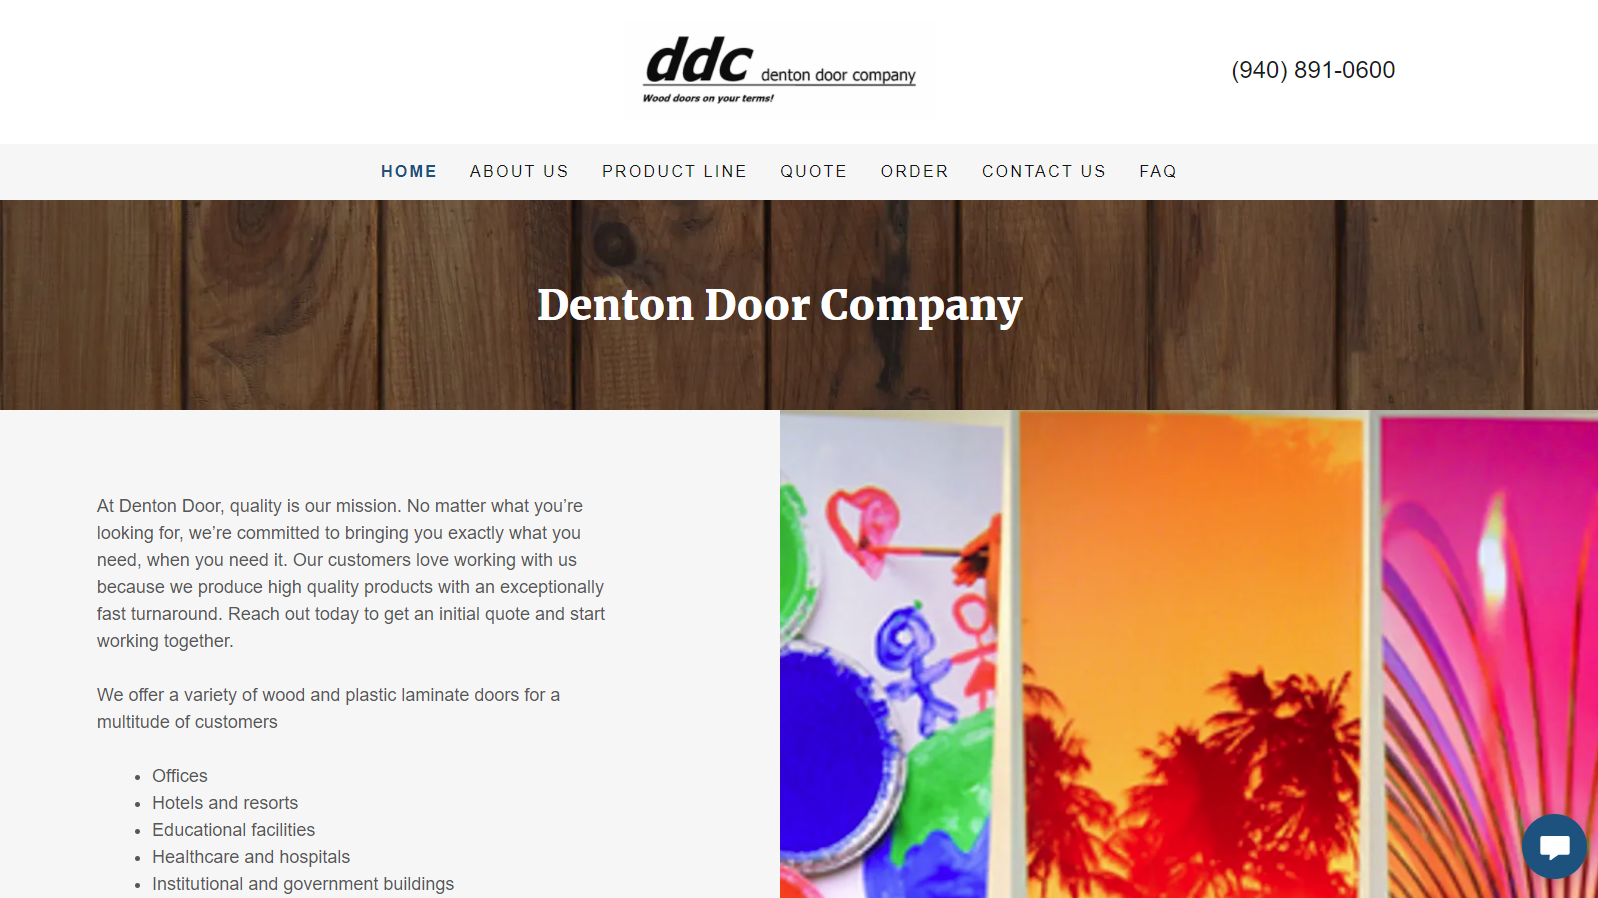 ddc denton door company
Wood doors on your terms!
(940) 891-0600
HOME ABOUT US PRODUCT LINE QUOTE ORDER CONTACT US FAQ
Denton Door Company
At Denton Door, quality is our mission. No matter what you’re
looking for, we’re committed to bringing you exactly what you
need, when you need it. Our customers love working with us
because we produce high quality products with an exceptionally
fast turnaround. Reach out today to get an initial quote and start
working together.
We offer a variety of wood and plastic laminate doors for a
multitude of customers
• Offices
• Hotels and resorts
• Educational facilities
• Healthcare and hospitals
• Institutional and government buildings